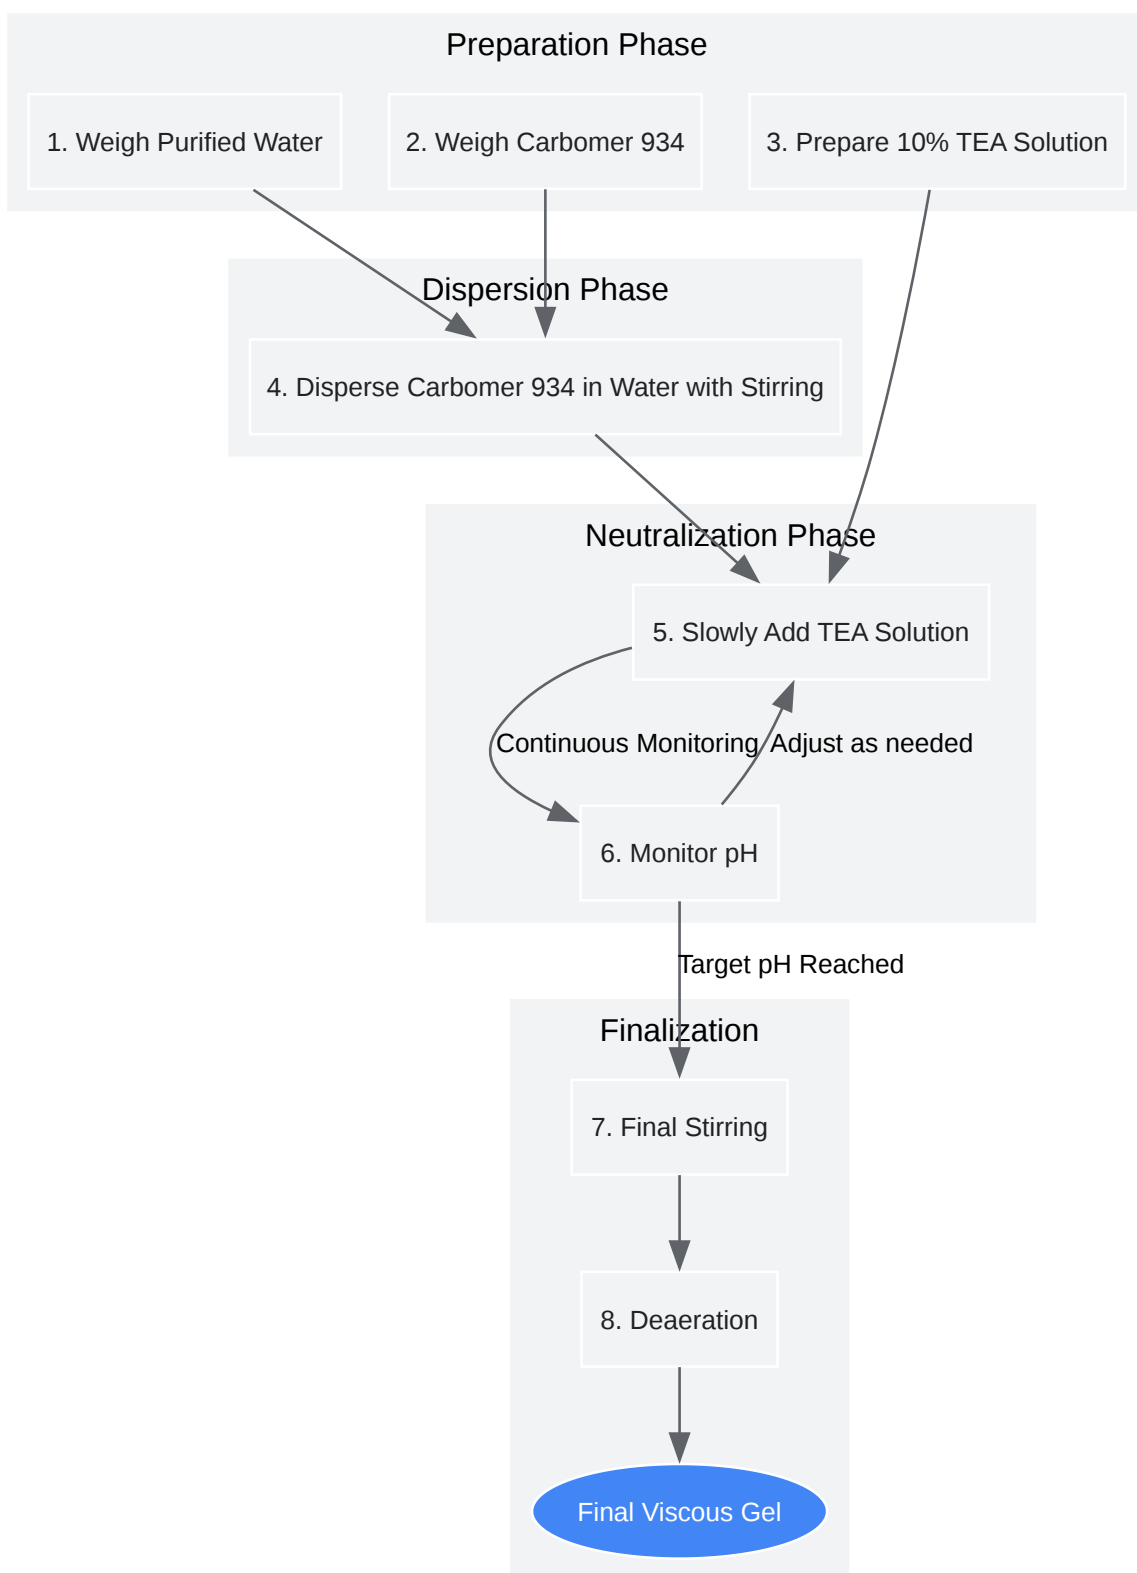 Preparation Phase
1. Weigh Purified Water
2. Weigh Carbomer 934
3. Prepare 10% TEA Solution
Dispersion Phase
4. Disperse Carbomer 934 in Water with Stirring
Neutralization Phase
5. Slowly Add TEA Solution
Continuous Monitoring
Adjust as needed
6. Monitor pH
Target pH Reached
Finalization
7. Final Stirring
8. Deaeration
Final Viscous Gel